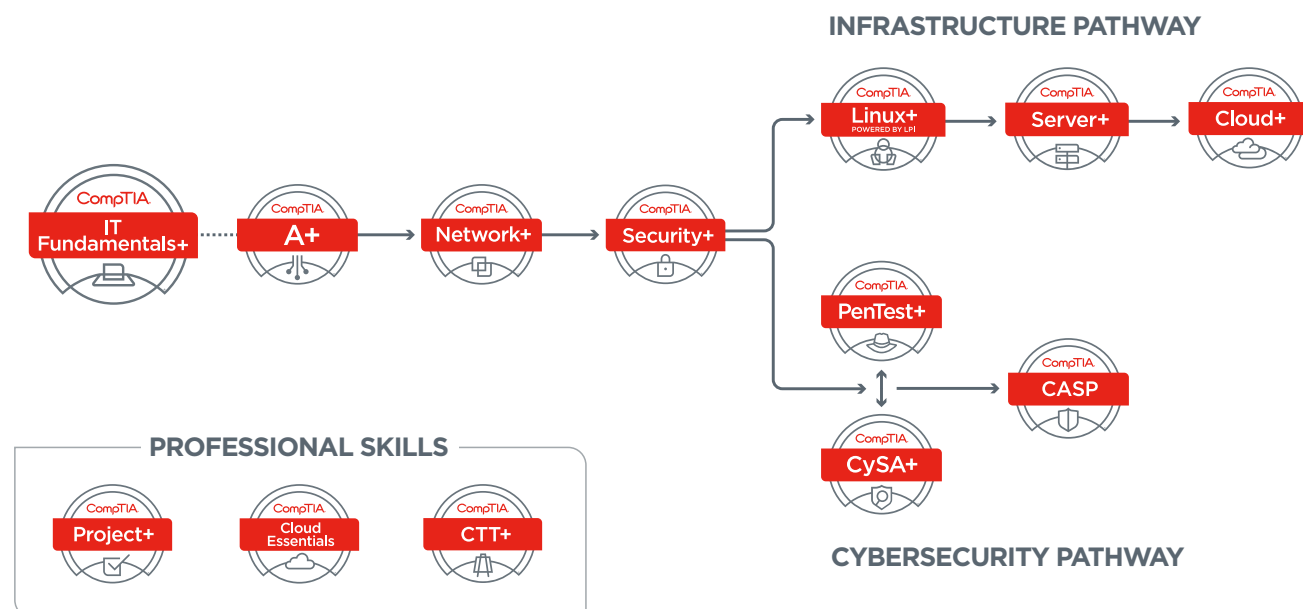 INFRASTRUCTURE PATHWAY
CompTIA.
Linux+
POWERED BY LPI
CompTIA.
Server+
CompTIA.
Cloud+
CompTIA.
IT
Fundamentals+
CompTIA.
A+
CompTIA.
Network+
CompTIA.
Security+
CompTIA.
PenTest+
CompTIA.
CASP
CompTIA.
CySA+
CYBERSECURITY PATHWAY
PROFESSIONAL SKILLS
CompTIA.
Project+
CompTIA.
Cloud
Essentials
CompTIA.
CTT+